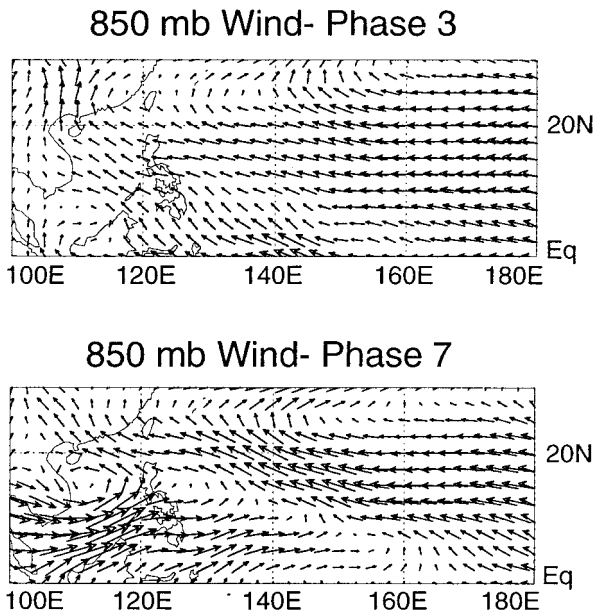 850 mb Wind- Phase 3
20N
Eq
100E 120E 140E 160E 180E
850 mb Wind- Phase 7
20N
Eq
100E 120E 140E 160E 180E